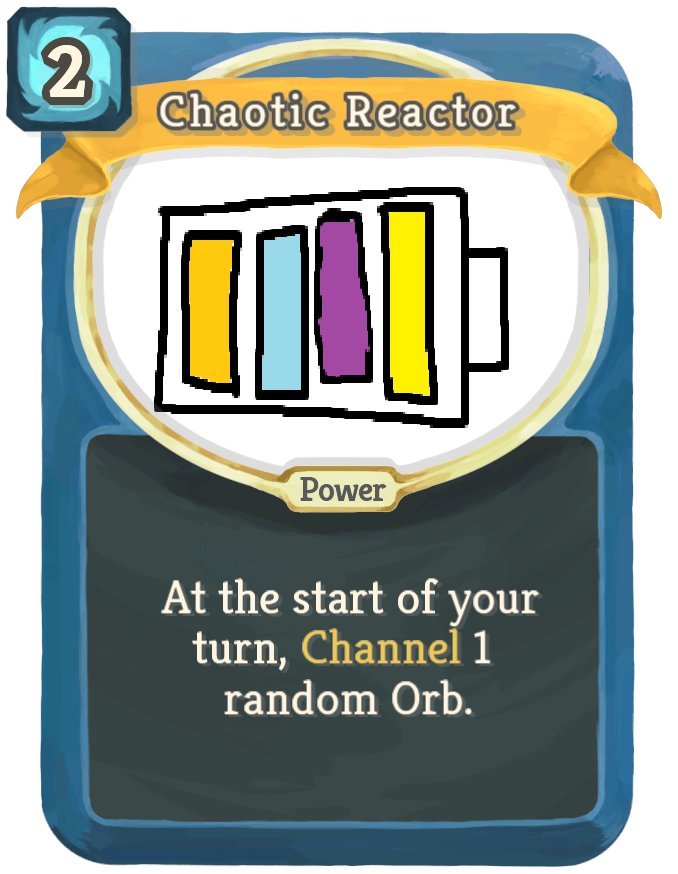 2
Chaotic Reactor
Power
At the start of your
turn, Channel 1
random Orb.